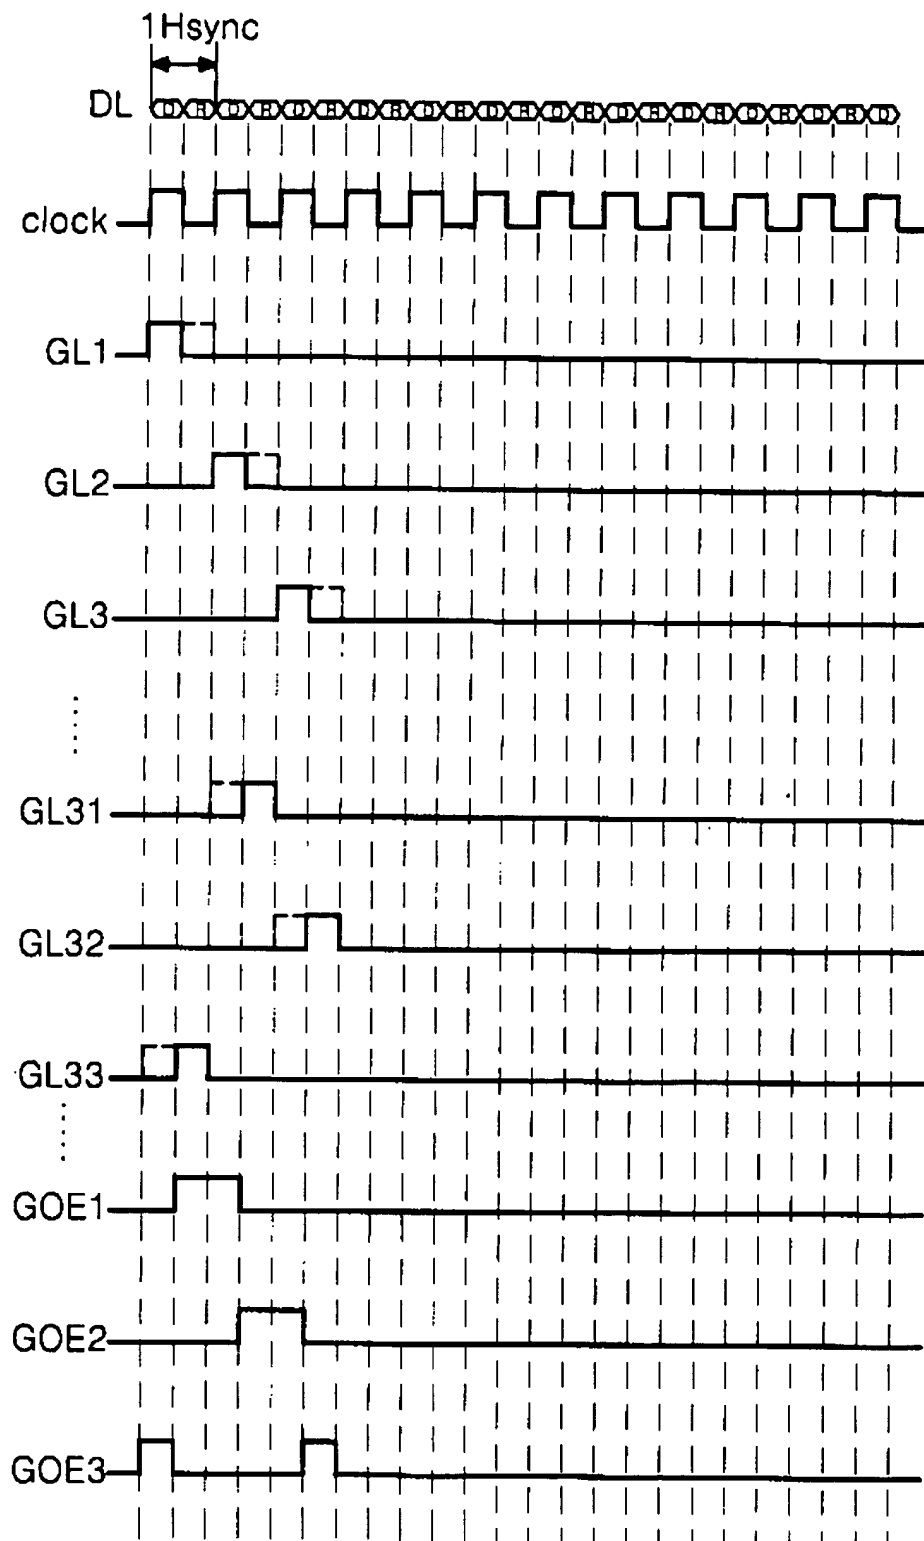 1Hsync
DL D R D R D R D R D R D R D R D R D R D R D R D
clock
GL1
GL2
GL3
GL31
GL32
GL33
GOE1
GOE2
GOE3